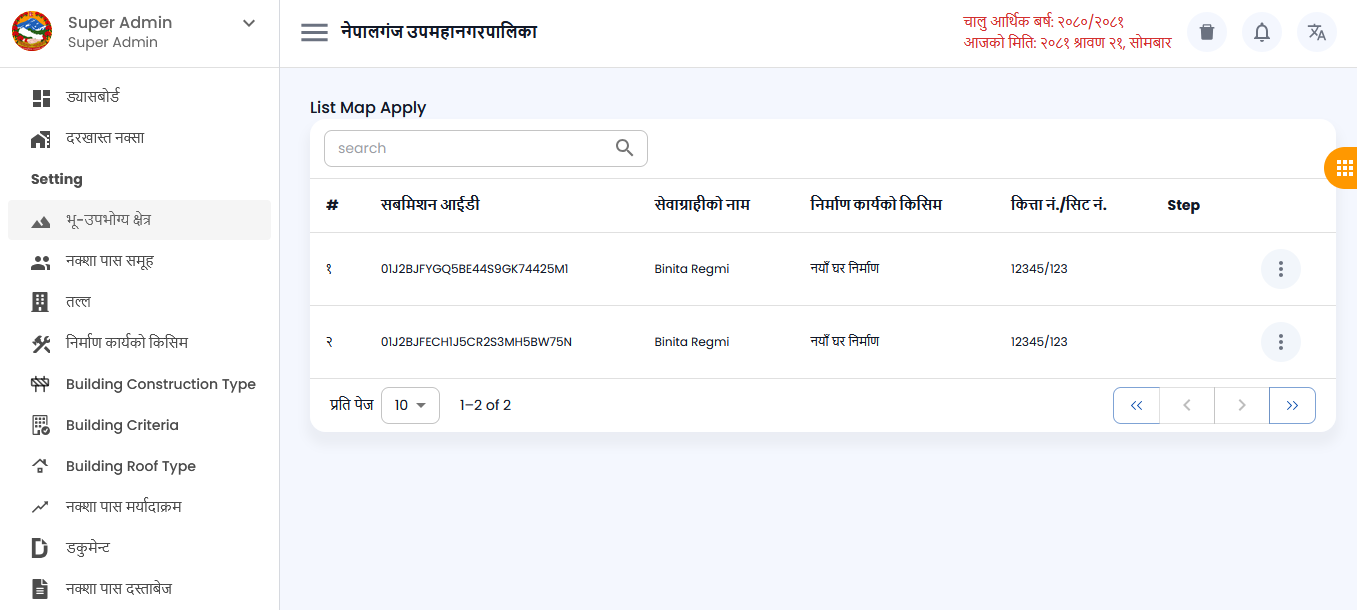 Super Admin
Super Admin
नेपालगंज उपमहानगरपालिका
चालु आर्थिक बर्ष: २०८०/२०८१
आजको मिति: २०८१ श्रावण २१, सोमबार
ड्यासबोर्ड
दरखास्त नक्सा
Setting
भू-उपभोग्य क्षेत्र
नक्शा पास समूह
तल्ल
निर्माण कार्यको किसिम
Building Construction Type
Building Criteria
Building Roof Type
नक्शा पास मर्यादाक्रम
डकुमेन्ट
नक्शा पास दस्ताबेज
List Map Apply
search
# सबमिशन आईडी सेवाग्राहीको नाम निर्माण कार्यको किसिम कित्ता नं./सिट नं. Step
१ 01J2BJFYGQ5BE44S9GK74425M1 Binita Regmi नयाँ घर निर्माण 12345/123
२ 01J2BJFECH1J5CR2S3MH5BW75N Binita Regmi नयाँ घर निर्माण 12345/123
प्रति पेज 10 1–2 of 2